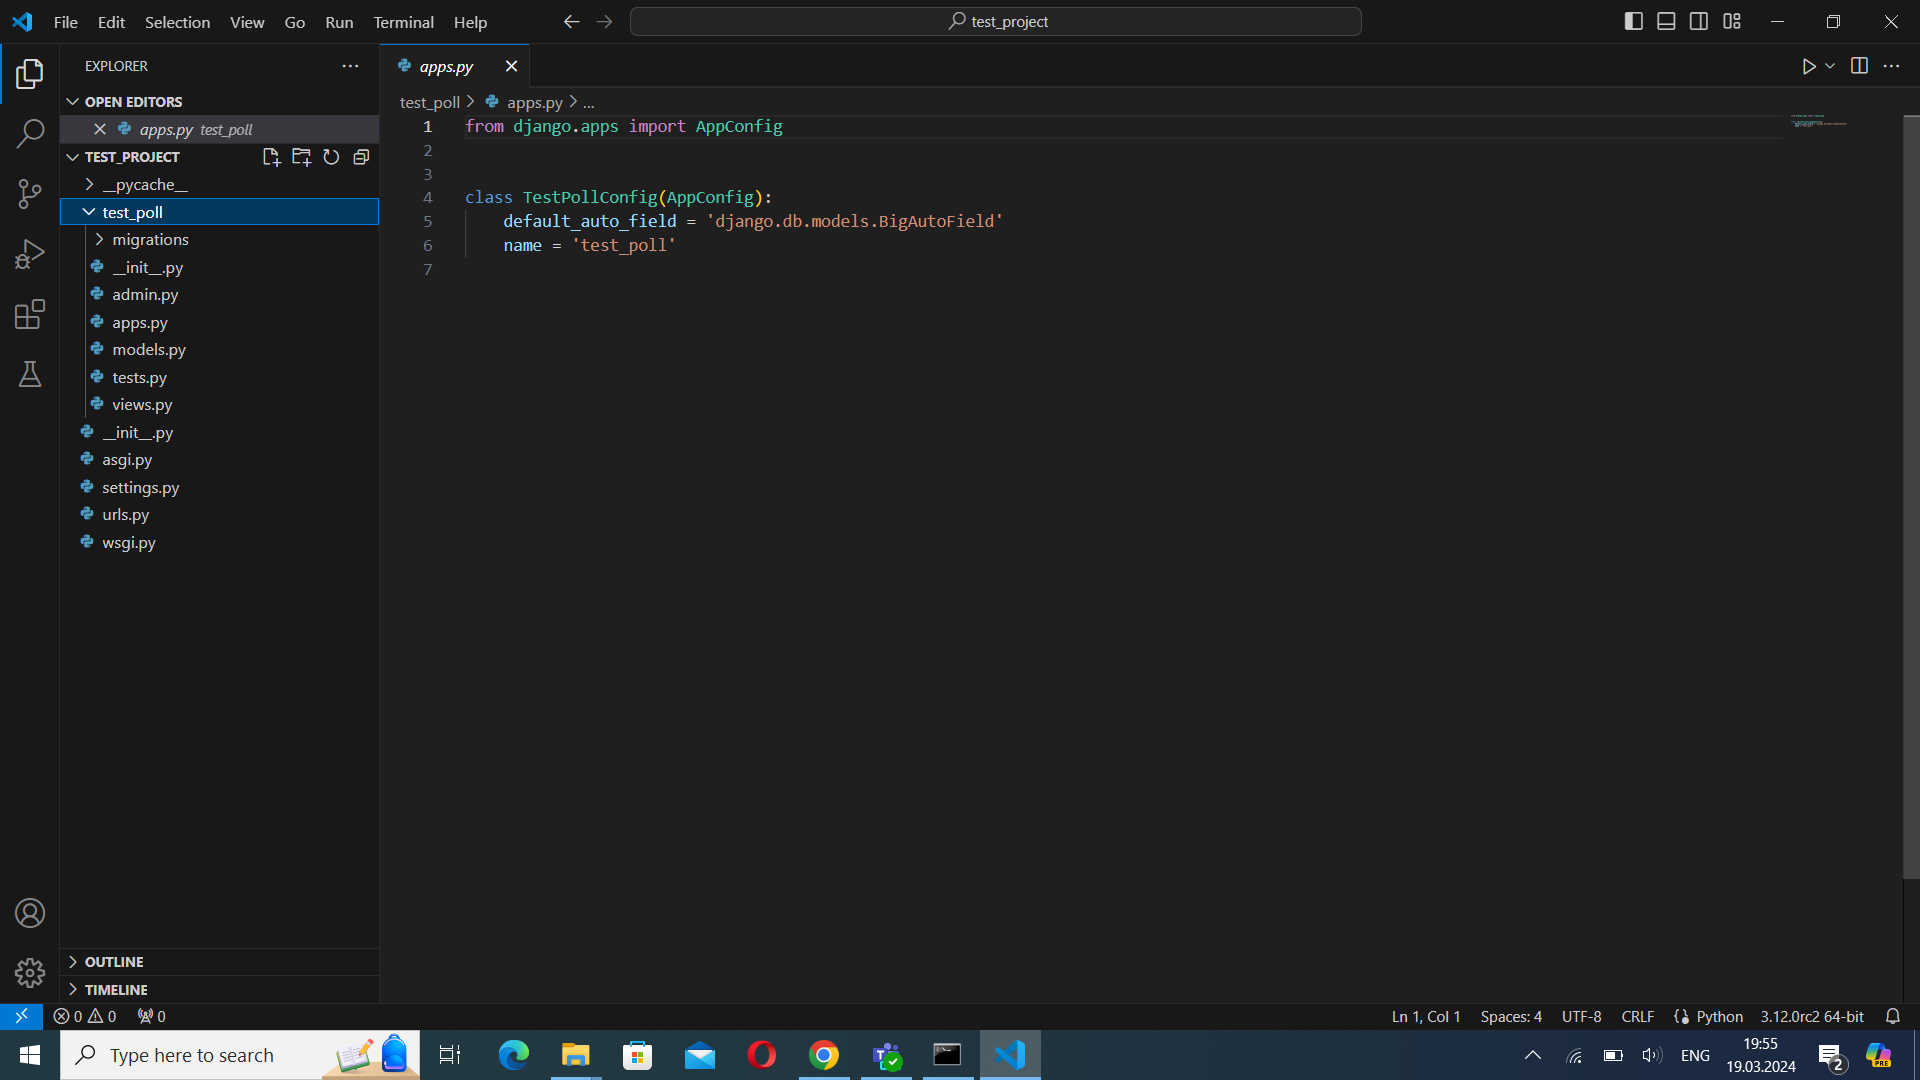 File Edit Selection View Go Run Terminal Help
test_project
EXPLORER
OPEN EDITORS
apps.py test_poll
TEST_PROJECT
__pycache__
test_poll
migrations
__init__.py
admin.py
apps.py
models.py
tests.py
views.py
__init__.py
asgi.py
settings.py
urls.py
wsgi.py
OUTLINE
TIMELINE
apps.py
test_poll > apps.py > ...
1 from django.apps import AppConfig
2
3
4 class TestPollConfig(AppConfig):
5 default_auto_field = 'django.db.models.BigAutoField'
6 name = 'test_poll'
7
0 0 0
Ln 1, Col 1 Spaces: 4 UTF-8 CRLF Python 3.12.0rc2 64-bit
Type here to search
ENG
19:55
19.03.2024
2
PRE